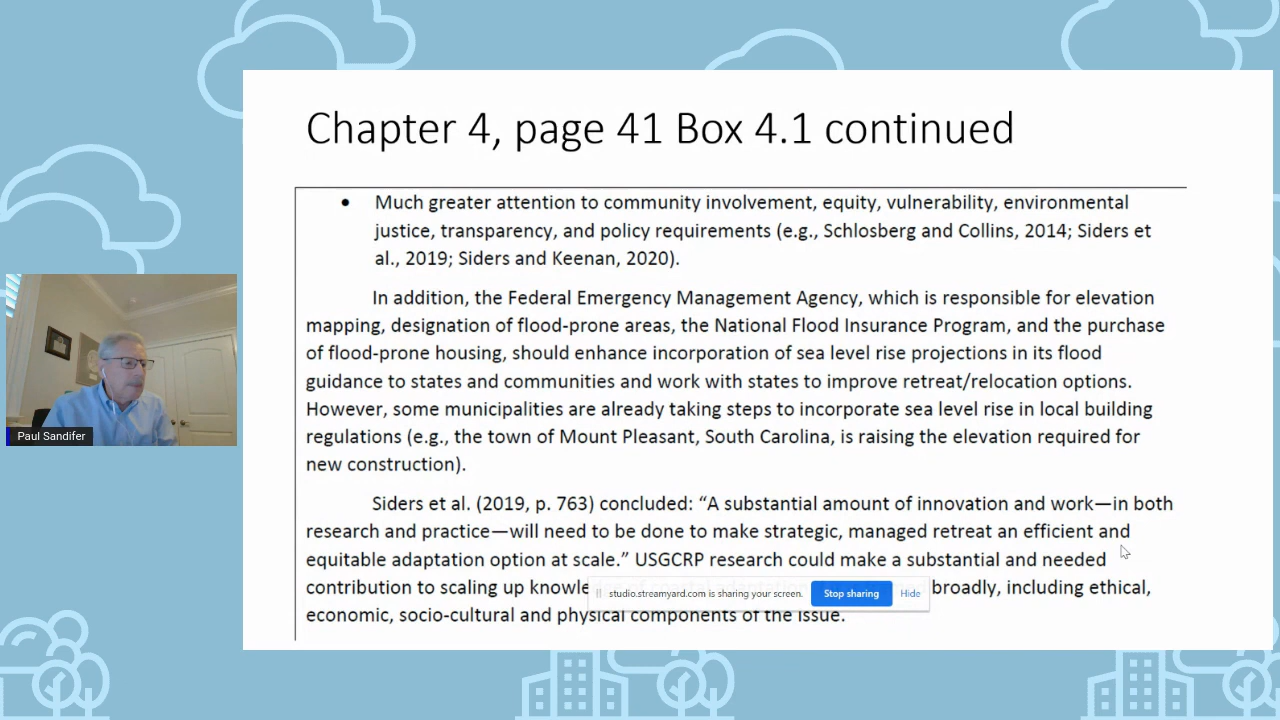 Chapter 4, page 41 Box 4.1 continued
• Much greater attention to community involvement, equity, vulnerability, environmental
justice, transparency, and policy requirements (e.g., Schlosberg and Collins, 2014; Siders et
al., 2019; Siders and Keenan, 2020).
In addition, the Federal Emergency Management Agency, which is responsible for elevation
mapping, designation of flood-prone areas, the National Flood Insurance Program, and the purchase
of flood-prone housing, should enhance incorporation of sea level rise projections in its flood
guidance to states and communities and work with states to improve retreat/relocation options.
However, some municipalities are already taking steps to incorporate sea level rise in local building
regulations (e.g., the town of Mount Pleasant, South Carolina, is raising the elevation required for
new construction).
Siders et al. (2019, p. 763) concluded: “A substantial amount of innovation and work—in both
research and practice—will need to be done to make strategic, managed retreat an efficient and
equitable adaptation option at scale.” USGCRP research could make a substantial and needed
contribution to scaling up broadly, including ethical,
economic, socio-cultural and physical components of the issue.
studio.streamyard.com is sharing your screen.
Stop sharing
Hide
Paul Sandifer